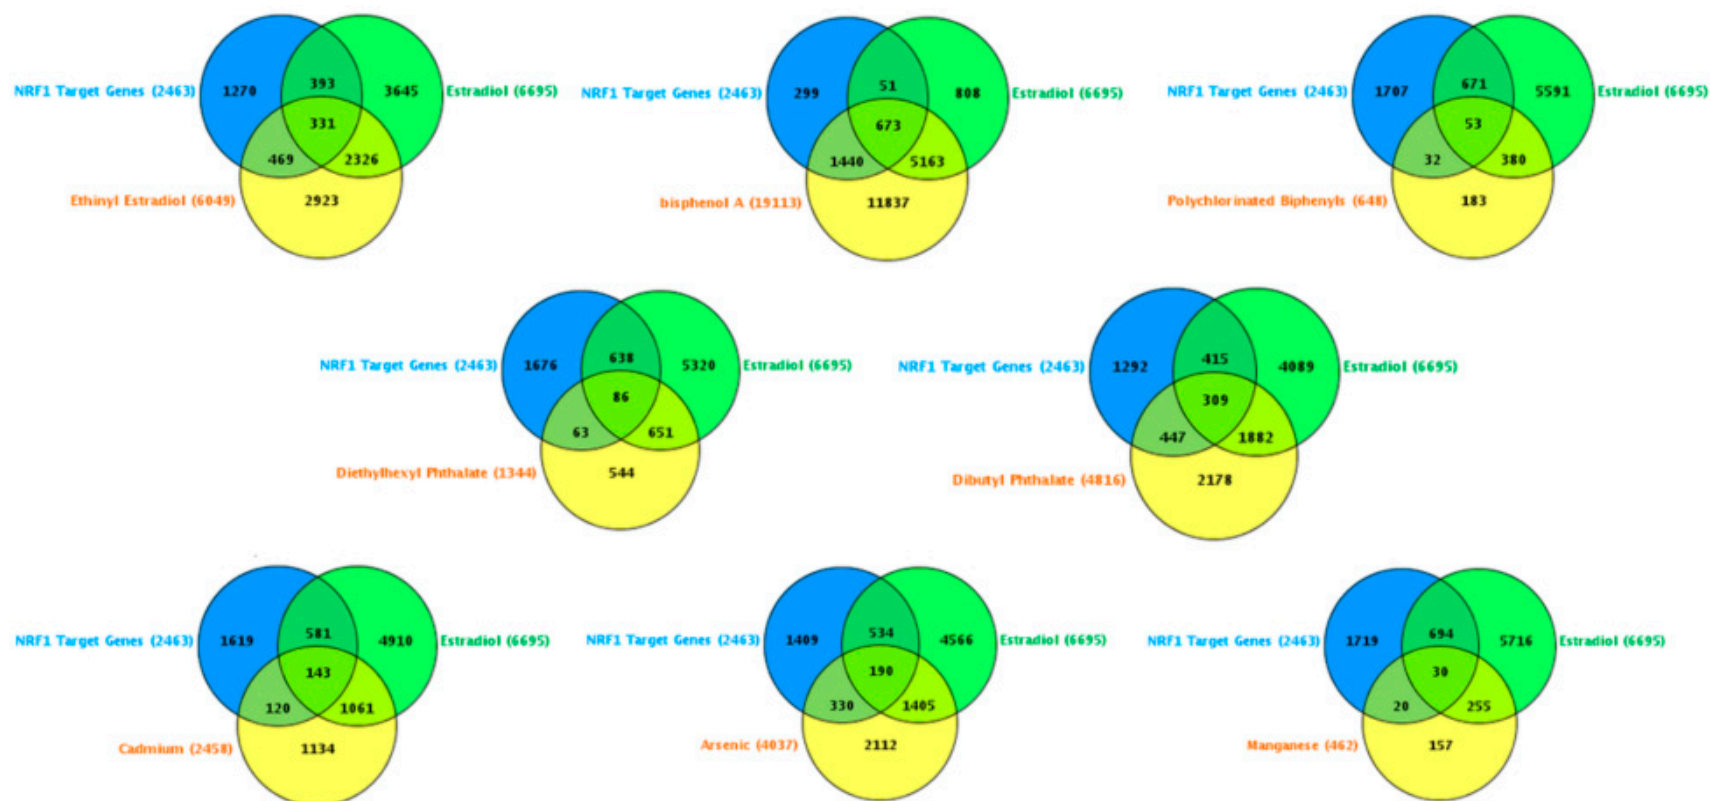 393
NRF1 Target Genes (2463) 1270 3645 Estradiol (6695)
331
469 2326
Ethinyl Estradiol (6049) 2923
51
NRF1 Target Genes (2463) 299 808 Estradiol (6695)
673
1440 5163
bisphenol A (19113) 11837
671
NRF1 Target Genes (2463) 1707 5591 Estradiol (6695)
53
32 380
Polychlorinated Biphenyls (648) 183
638
NRF1 Target Genes (2463) 1676 5320 Estradiol (6695)
86
63 651
Diethylhexyl Phthalate (1344) 544
415
NRF1 Target Genes (2463) 1292 4089 Estradiol (6695)
309
447 1882
Dibutyl Phthalate (4816) 2178
581
NRF1 Target Genes (2463) 1619 4910 Estradiol (6695)
143
120 1061
Cadmium (2458) 1134
534
NRF1 Target Genes (2463) 1409 4566 Estradiol (6695)
190
330 1405
Arsenic (4037) 2112
694
NRF1 Target Genes (2463) 1719 5716 Estradiol (6695)
30
20 255
Manganese (462) 157